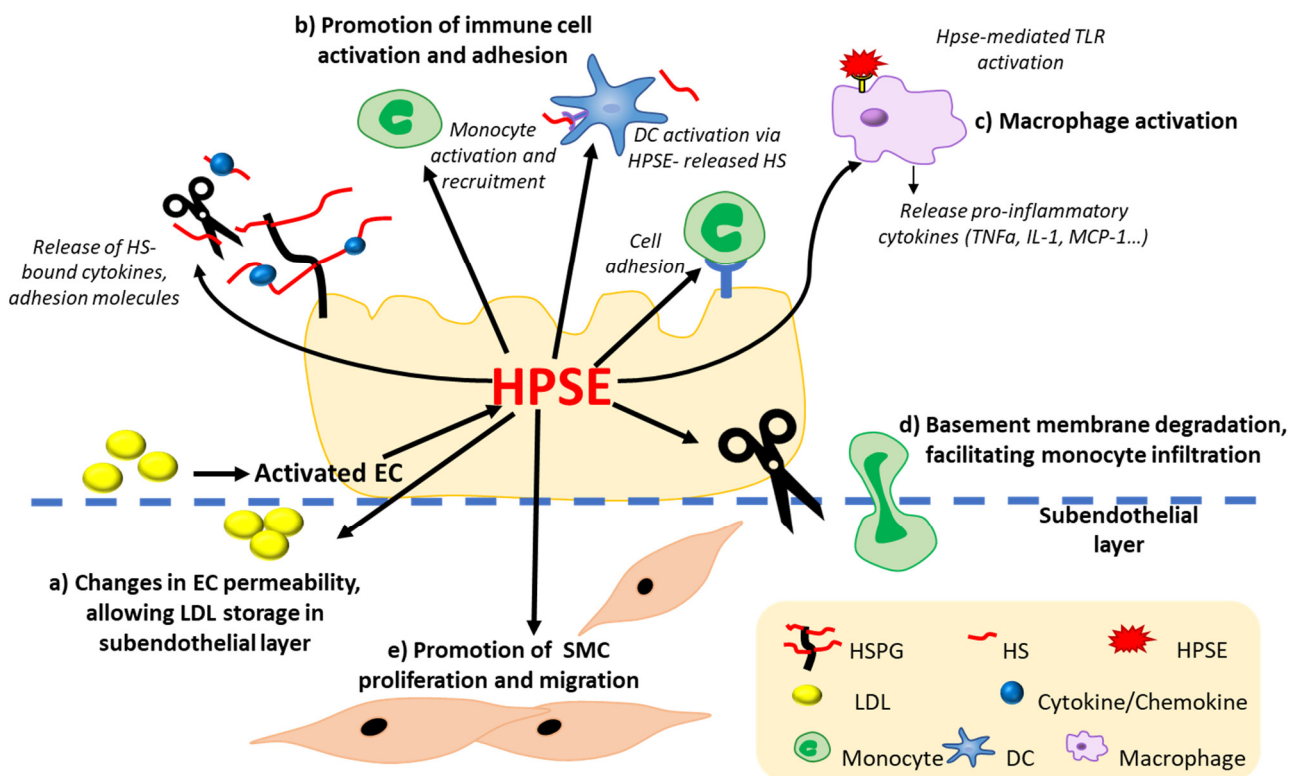 b) Promotion of immune cell
activation and adhesion
Hpse-mediated TLR
activation
c) Macrophage activation
Monocyte
activation and
recruitment
DC activation via
HPSE- released HS
Release pro-inflammatory
cytokines (TNFa, IL-1, MCP-1...)
Release of HS-
bound cytokines,
adhesion molecules
Cell
adhesion
HPSE
Activated EC
d) Basement membrane degradation,
facilitating monocyte infiltration
Subendothelial
layer
a) Changes in EC permeability,
allowing LDL storage in
subendothelial layer
e) Promotion of SMC
proliferation and migration
HSPG
HS
HPSE
LDL
Cytokine/Chemokine
Monocyte
DC
Macrophage